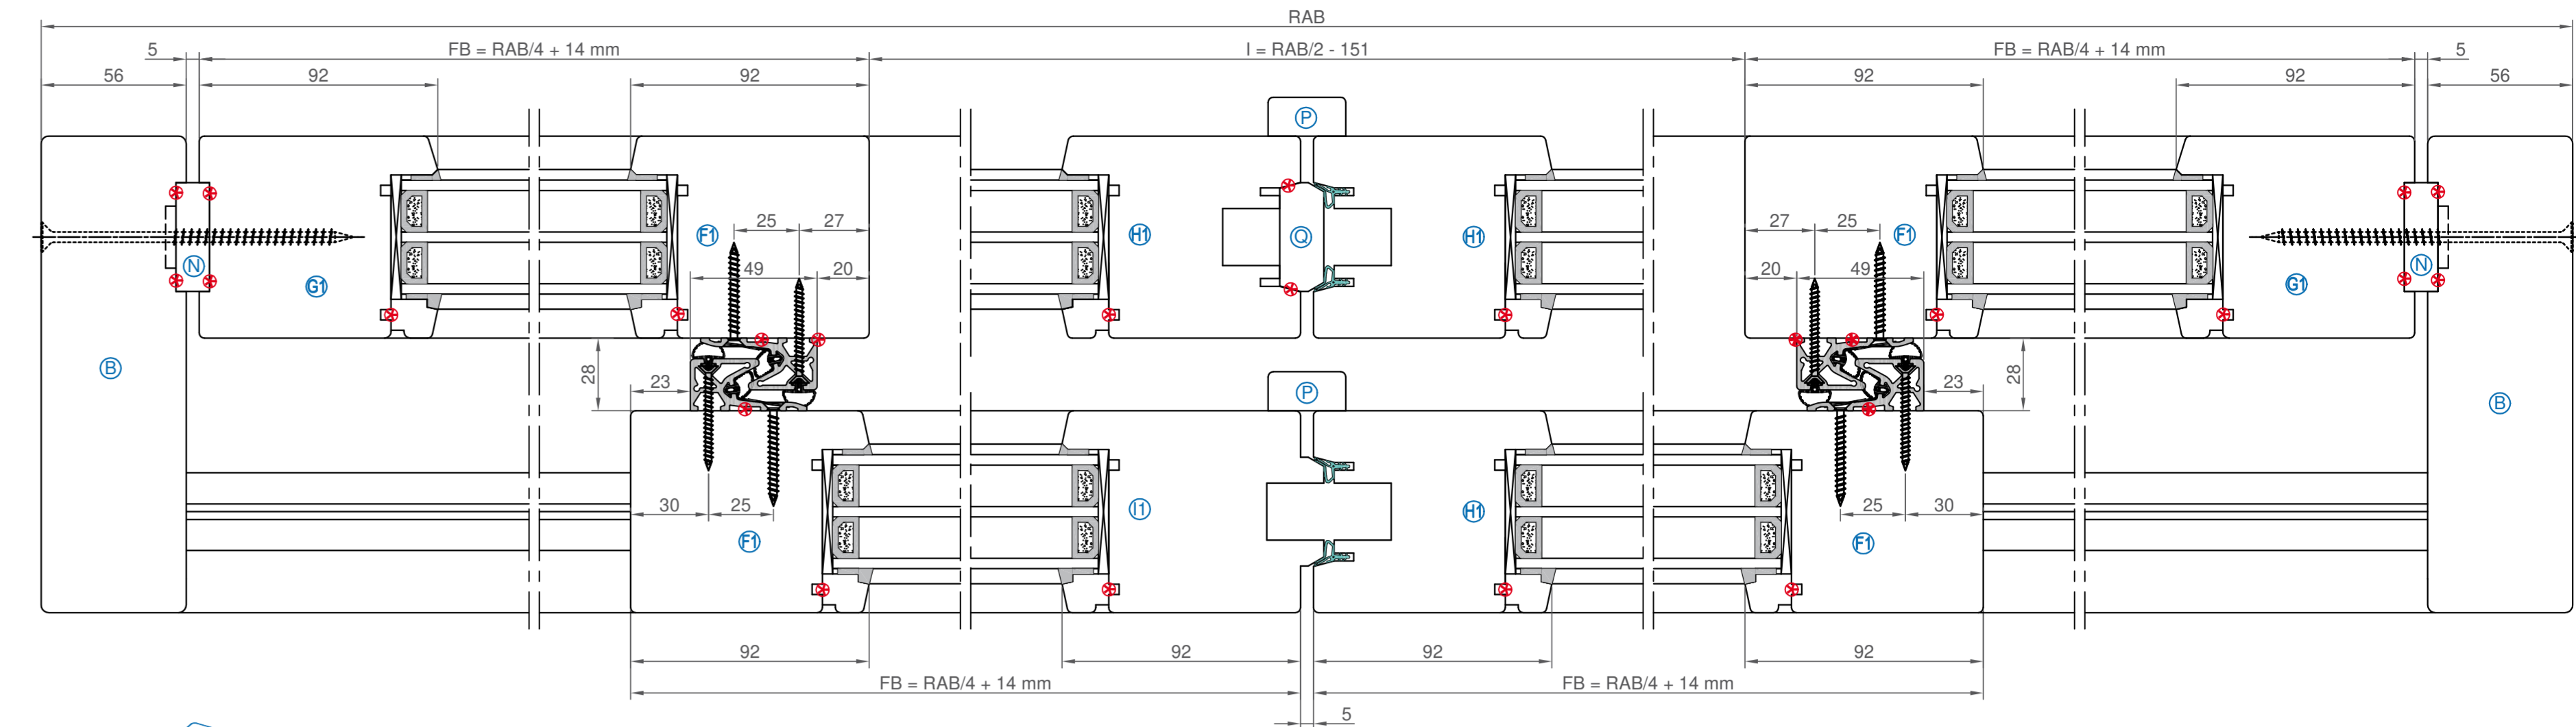 RAB
5 FB = RAB/4 + 14 mm I = RAB/2 - 151 FB = RAB/4 + 14 mm 5
56 92 92 92 92 56
P
F1 25 27 H1 Q H1 27 25 F1
N 49 20 20 49 N
G1 G1
B 28 23 P 23 28 B
30 25 I1 H1 25 30
F1 F1
92 92 92 92
FB = RAB/4 + 14 mm FB = RAB/4 + 14 mm
5